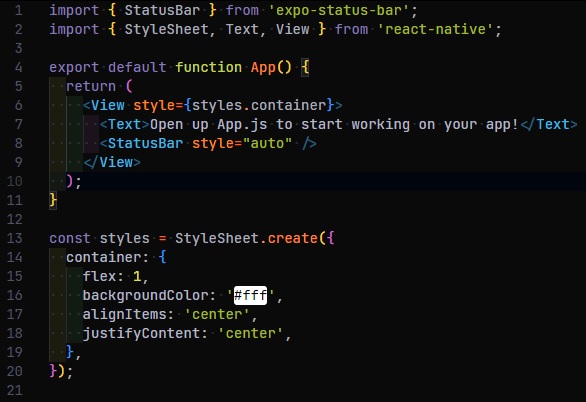 1 import { StatusBar } from 'expo-status-bar';
2 import { StyleSheet, Text, View } from 'react-native';
3
4 export default function App() {
5   return (
6     <View style={styles.container}>
7       <Text>Open up App.js to start working on your app!</Text>
8       <StatusBar style="auto" />
9     </View>
10   );
11 }
12
13 const styles = StyleSheet.create({
14   container: {
15     flex: 1,
16     backgroundColor: '#fff',
17     alignItems: 'center',
18     justifyContent: 'center',
19   },
20 });
21